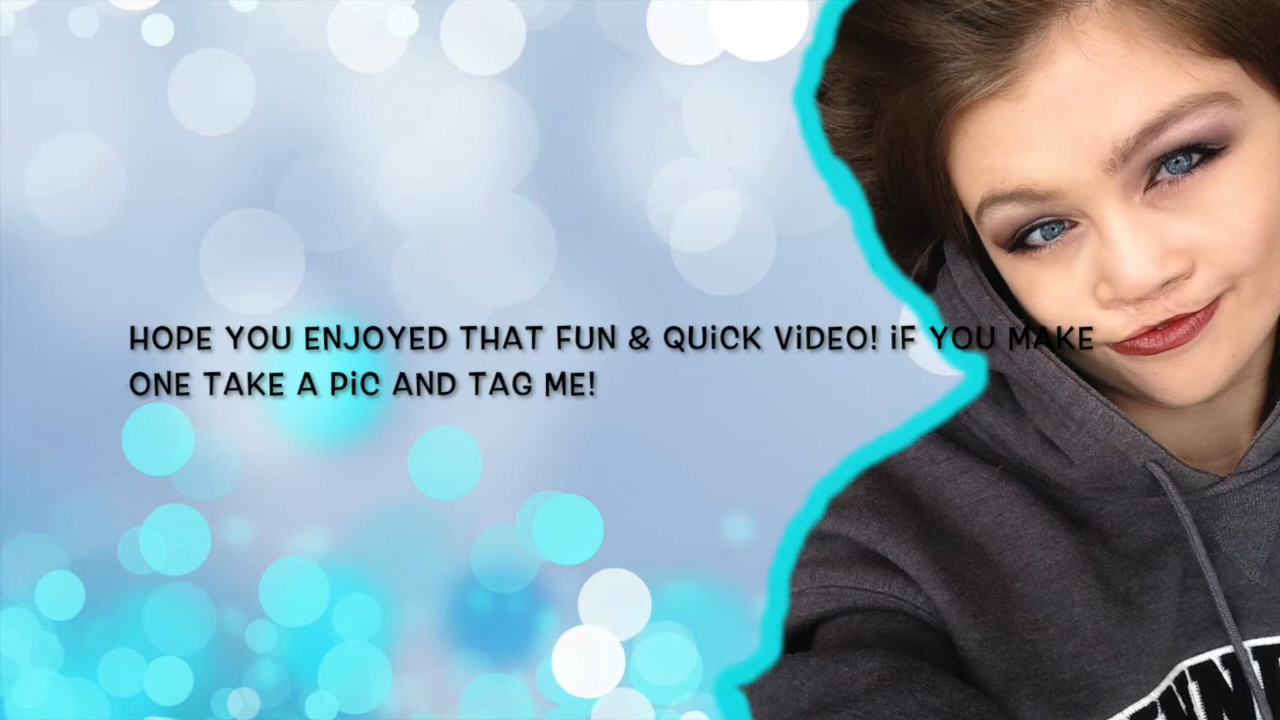 HOPE YOU ENJOYED THAT FUN & QUiCK ViDEO! iF YOU MAKE
ONE TAKE A PiC AND TAG ME!